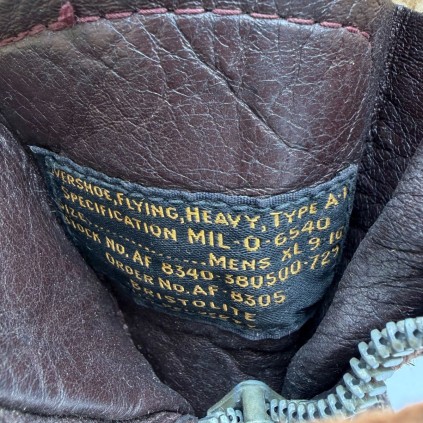 OVERSHOE, FLYING, HEAVY, TYPE A-1
SPECIFICATION MIL-O-6540
SIZE.................... MENS XL 9-10
STOCK NO. AF 8340-380500-725
ORDER NO. AF-8305
BRISTOLITE